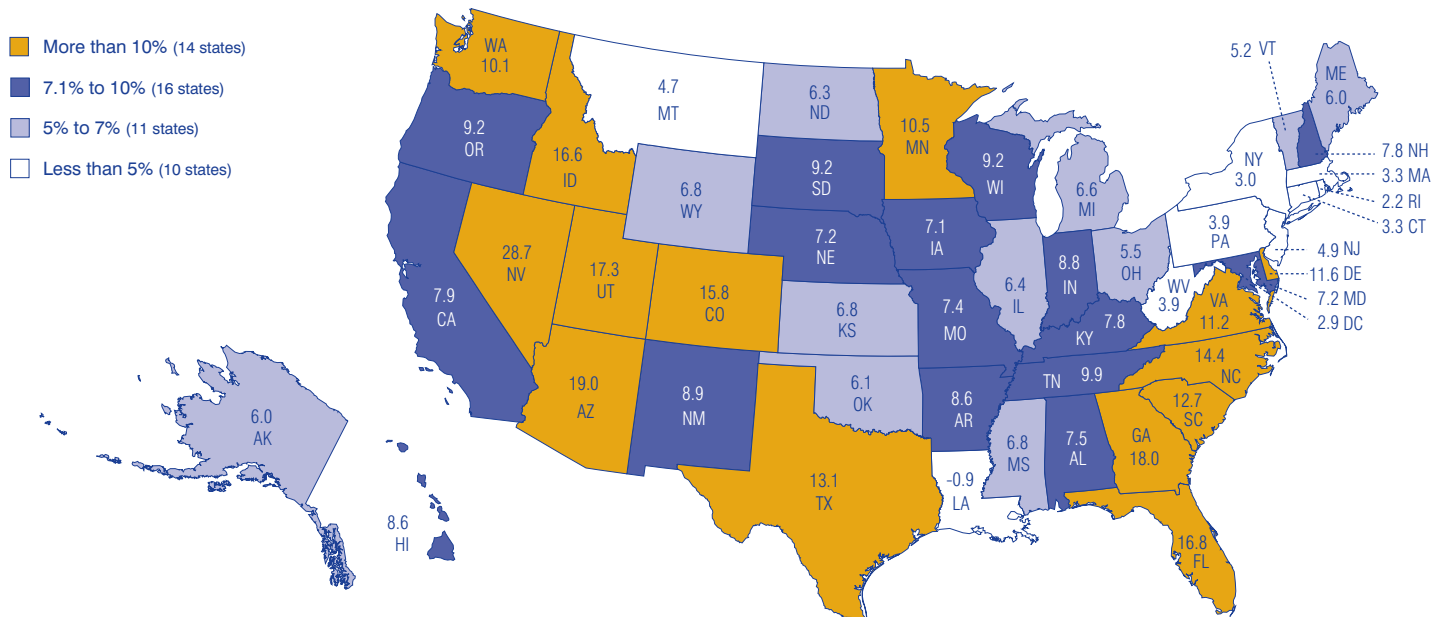 More than 10% (14 states)
7.1% to 10% (16 states)
5% to 7% (11 states)
Less than 5% (10 states)
WA
10.1
4.7
MT
6.3
ND
10.5
MN
5.2 VT
ME
6.0
9.2
OR
16.6
ID
9.2
SD
9.2
WI
NY
3.0
7.8 NH
3.3 MA
2.2 RI
3.3 CT
6.8
WY
6.6
MI
7.1
IA
3.9
PA
4.9 NJ
11.6 DE
7.2 MD
2.9 DC
28.7
NV
17.3
UT
7.2
NE
6.4
IL
8.8
IN
5.5
OH
WV
3.9
VA
11.2
7.9
CA
15.8
CO
6.8
KS
7.4
MO
7.8
KY
14.4
NC
19.0
AZ
8.9
NM
6.1
OK
8.6
AR
TN 9.9
12.7
SC
6.0
AK
6.8
MS
7.5
AL
GA
18.0
13.1
TX
-0.9
LA
8.6
HI
16.8
FL